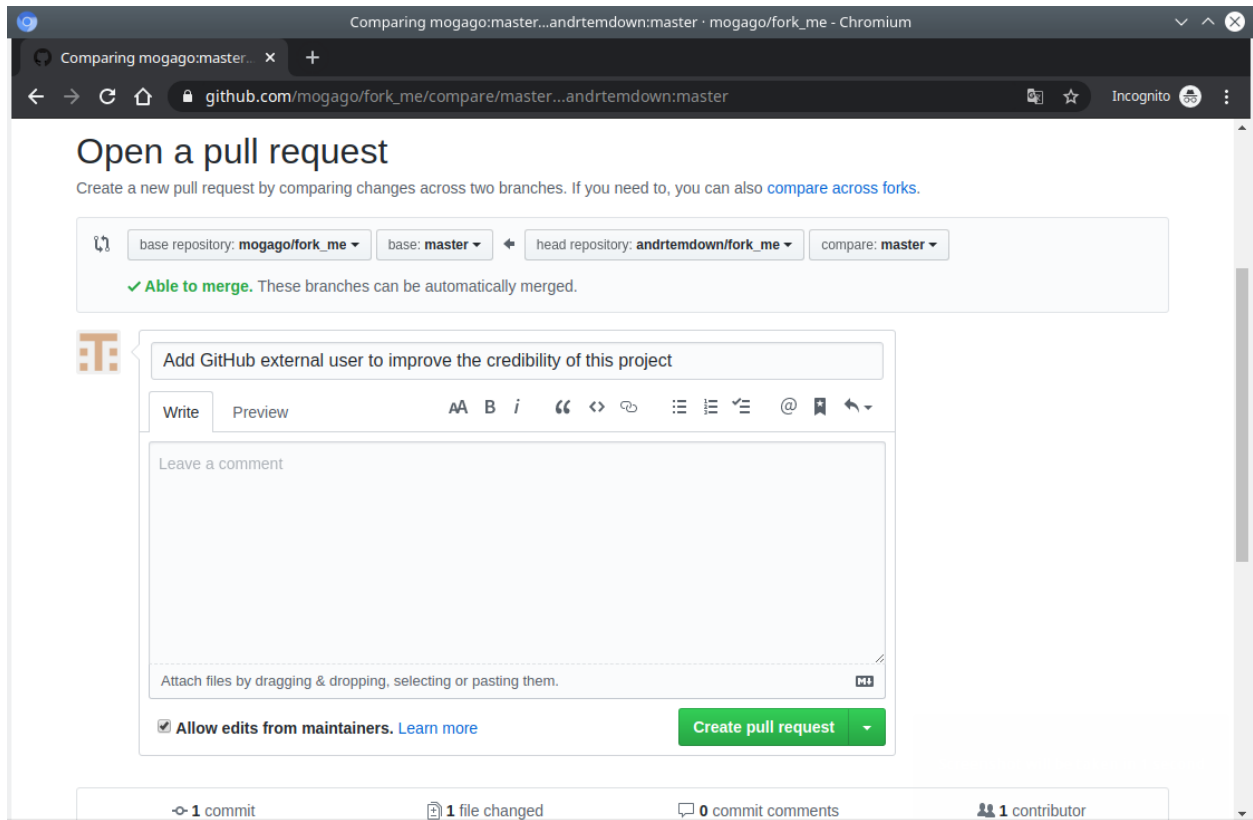 Comparing mogago:master...andrtemdown:master · mogago/fork_me - Chromium
Comparing mogago:master...
github.com/mogago/fork_me/compare/master...andrtemdown:master
Incognito
Open a pull request
Create a new pull request by comparing changes across two branches. If you need to, you can also compare across forks.
base repository: mogago/fork_me base: master head repository: andrtemdown/fork_me compare: master
Able to merge. These branches can be automatically merged.
Add GitHub external user to improve the credibility of this project
Write Preview AA B i @
Leave a comment
Attach files by dragging & dropping, selecting or pasting them.
Allow edits from maintainers. Learn more
Create pull request
1 commit 1 file changed 0 commit comments 1 contributor